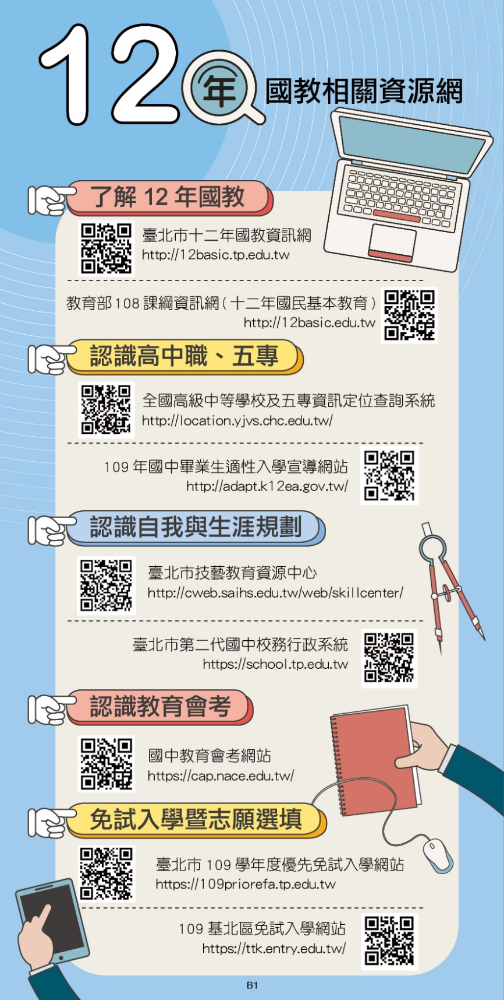 12年國教相關資源網
了解 12 年國教
臺北市十二年國教資訊網
http://12basic.tp.edu.tw
教育部 108 課綱資訊網 ( 十二年國民基本教育 )
http://12basic.edu.tw
認識高中職、五專
全國高級中等學校及五專資訊定位查詢系統
http://location.yjvs.chc.edu.tw/
109 年國中畢業生適性入學宣導網站
http://adapt.k12ea.gov.tw/
認識自我與生涯規劃
臺北市技藝教育資源中心
http://cweb.saihs.edu.tw/web/skillcenter/
臺北市第二代國中校務行政系統
https://school.tp.edu.tw
認識教育會考
國中教育會考網站
https://cap.nace.edu.tw/
免試入學暨志願選填
臺北市 109 學年度優先免試入學網站
https://109priorefa.tp.edu.tw
109 基北區免試入學網站
https://ttk.entry.edu.tw/
B1